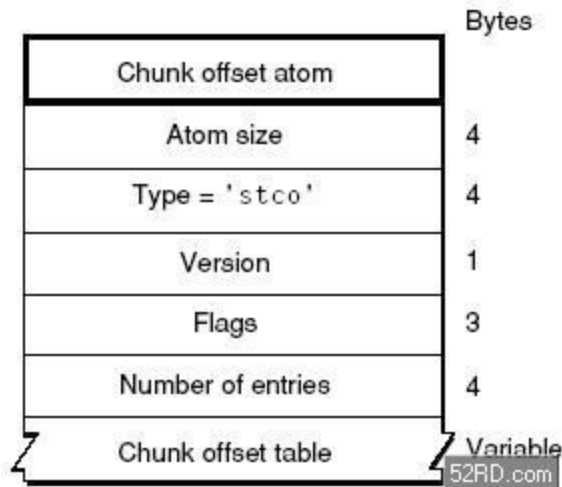 Bytes
Chunk offset atom
Atom size 4
Type = 'stco' 4
Version 1
Flags 3
Number of entries 4
Chunk offset table Variable
52RD.com